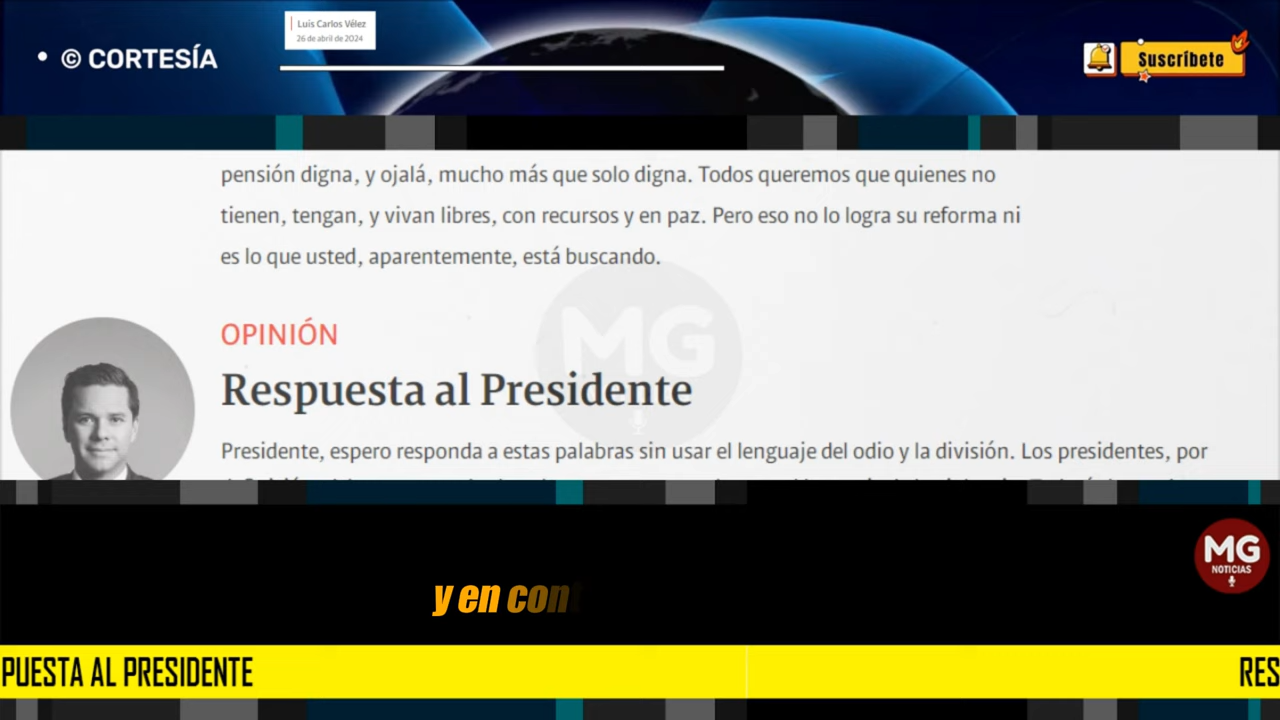 Luis Carlos Vélez
26 de abril de 2024
• © CORTESÍA
Suscríbete
pensión digna, y ojalá, mucho más que solo digna. Todos queremos que quienes no
tienen, tengan, y vivan libres, con recursos y en paz. Pero eso no lo logra su reforma ni
es lo que usted, aparentemente, está buscando.
OPINIÓN
Respuesta al Presidente
MG
Presidente, espero responda a estas palabras sin usar el lenguaje del odio y la división. Los presidentes, por
MG
NOTICIAS
y en cont
PUESTA AL PRESIDENTE
RES